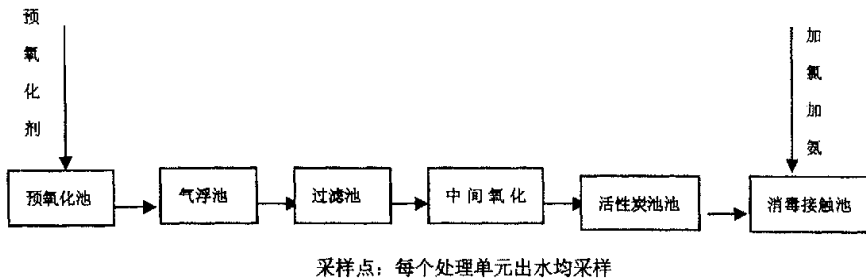 预氧化剂
加氯加氨
预氧化池
气浮池
过滤池
中间氧化
活性炭池池
消毒接触池
采样点：每个处理单元出水均采样